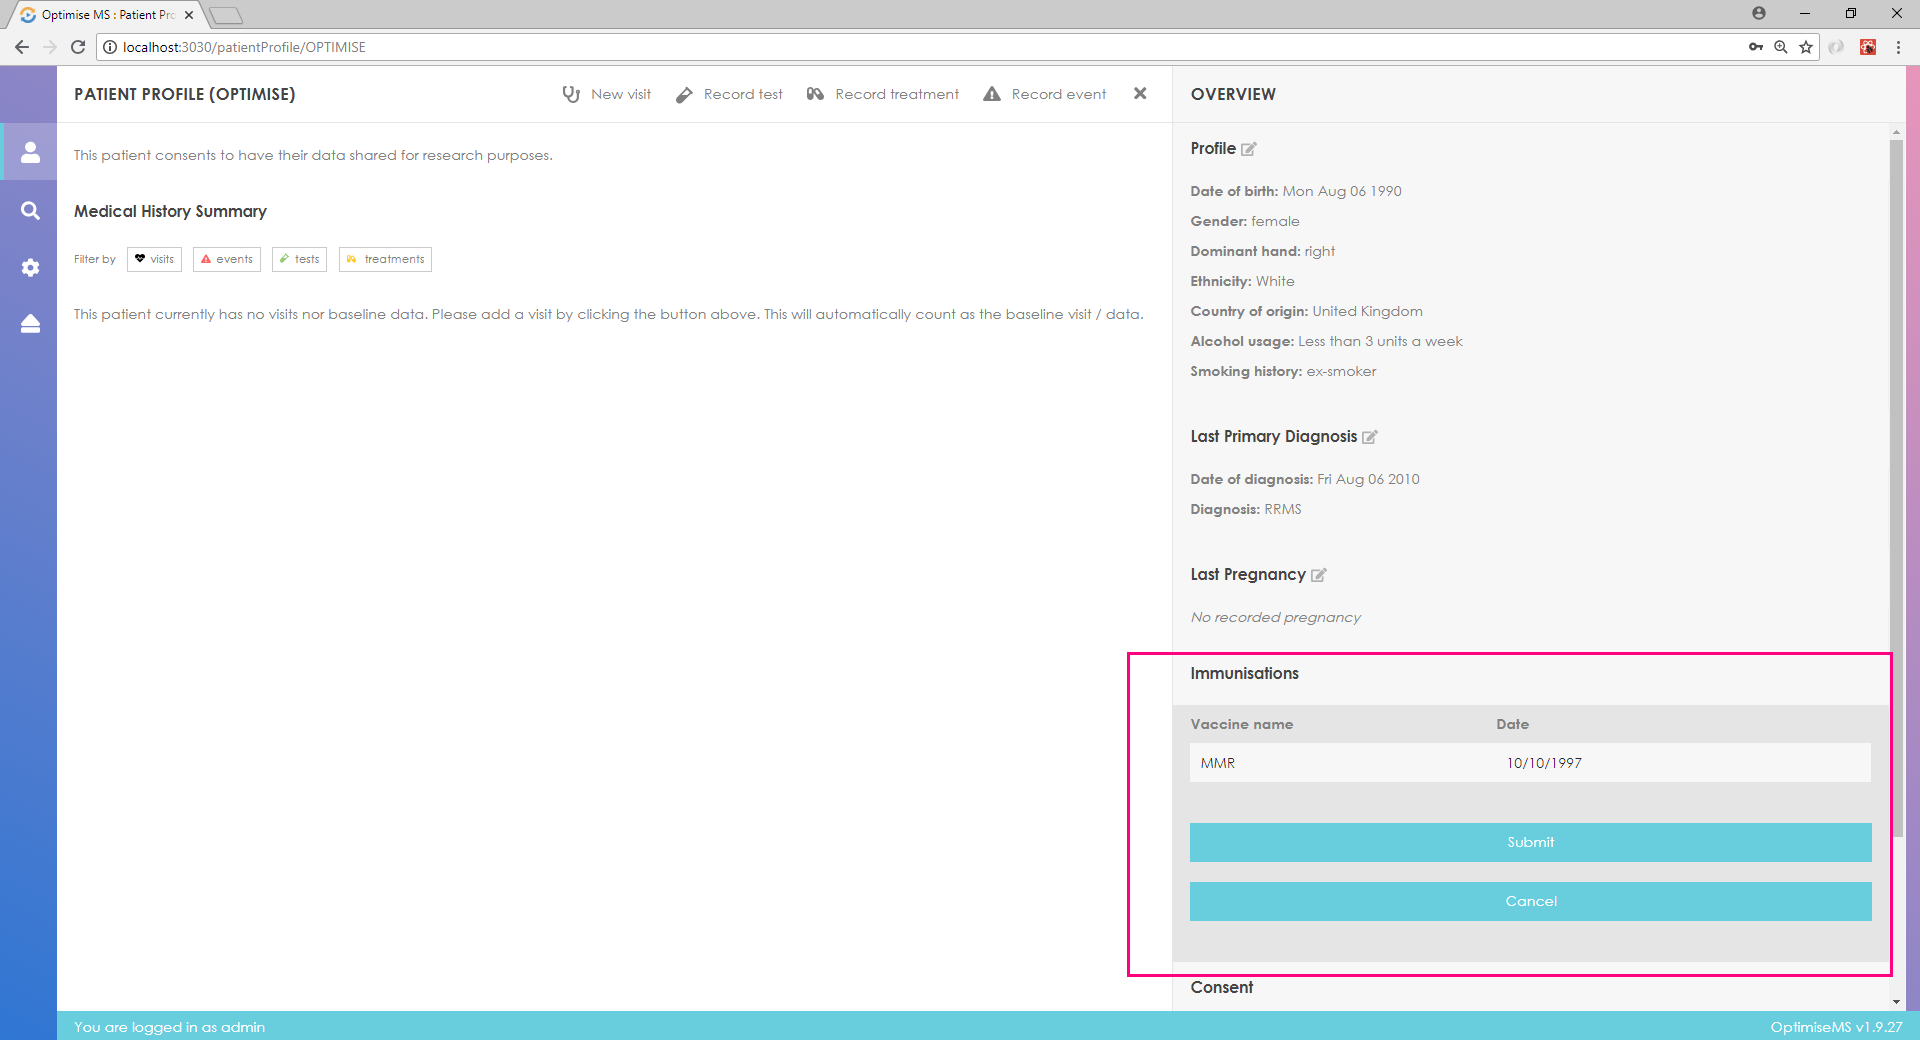 Optimise MS : Patient Pro
localhost:3030/patientProfile/OPTIMISE
PATIENT PROFILE (OPTIMISE)
New visit
Record test
Record treatment
Record event
This patient consents to have their data shared for research purposes.
Medical History Summary
Filter by
visits
events
tests
treatments
This patient currently has no visits nor baseline data. Please add a visit by clicking the button above. This will automatically count as the baseline visit / data.
OVERVIEW
Profile
Date of birth: Mon Aug 06 1990
Gender: female
Dominant hand: right
Ethnicity: White
Country of origin: United Kingdom
Alcohol usage: Less than 3 units a week
Smoking history: ex-smoker
Last Primary Diagnosis
Date of diagnosis: Fri Aug 06 2010
Diagnosis: RRMS
Last Pregnancy
No recorded pregnancy
Immunisations
Vaccine name Date
MMR 10/10/1997
Submit
Cancel
Consent
You are logged in as admin
OptimiseMS v1.9.27